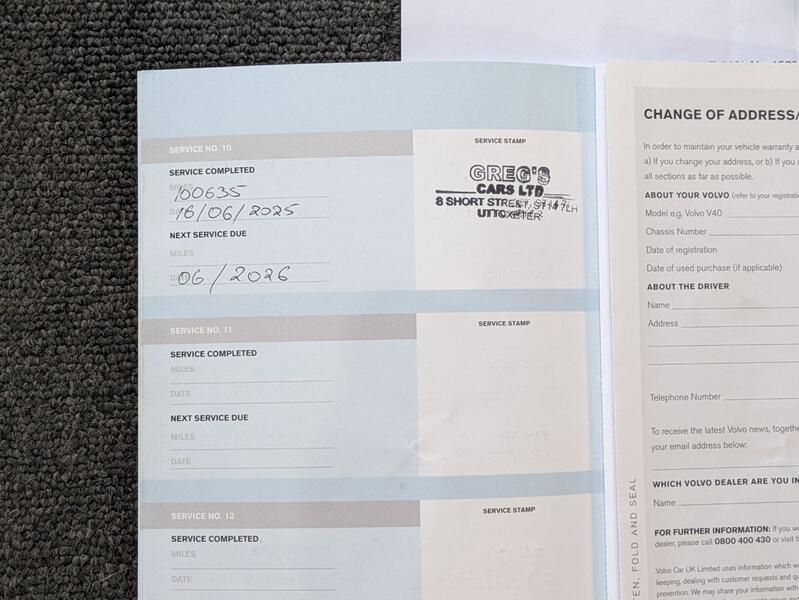 SERVICE NO. 10
SERVICE STAMP
SERVICE COMPLETED
MILES
100635
DATE
16/06/2025
GREG'S
CARS LTD
8 SHORT STREET, ST14 7LH
UTTOXETER
NEXT SERVICE DUE
MILES
DATE
06/2026
SERVICE NO. 11
SERVICE STAMP
SERVICE COMPLETED
MILES
DATE
NEXT SERVICE DUE
MILES
DATE
SERVICE NO. 12
SERVICE STAMP
SERVICE COMPLETED
MILES
DATE
CHANGE OF ADDRESS/
In order to maintain your vehicle warranty a
a) If you change your address, or b) If you
all sections as far as possible.
ABOUT YOUR VOLVO (refer to your registrati
Model e.g. Volvo V40
Chassis Number
Date of registration
Date of used purchase (if applicable)
ABOUT THE DRIVER
Name
Address
Telephone Number
To receive the latest Volvo news, togethe
your email address below:
WHICH VOLVO DEALER ARE YOU IN
Name
FOR FURTHER INFORMATION: If you w
dealer, please call 0800 400 430 or visit t
Volvo Car UK Limited uses information which w
keeping, dealing with customer requests and qu
prevention. We may share your information with
EN, FOLD AND SEAL